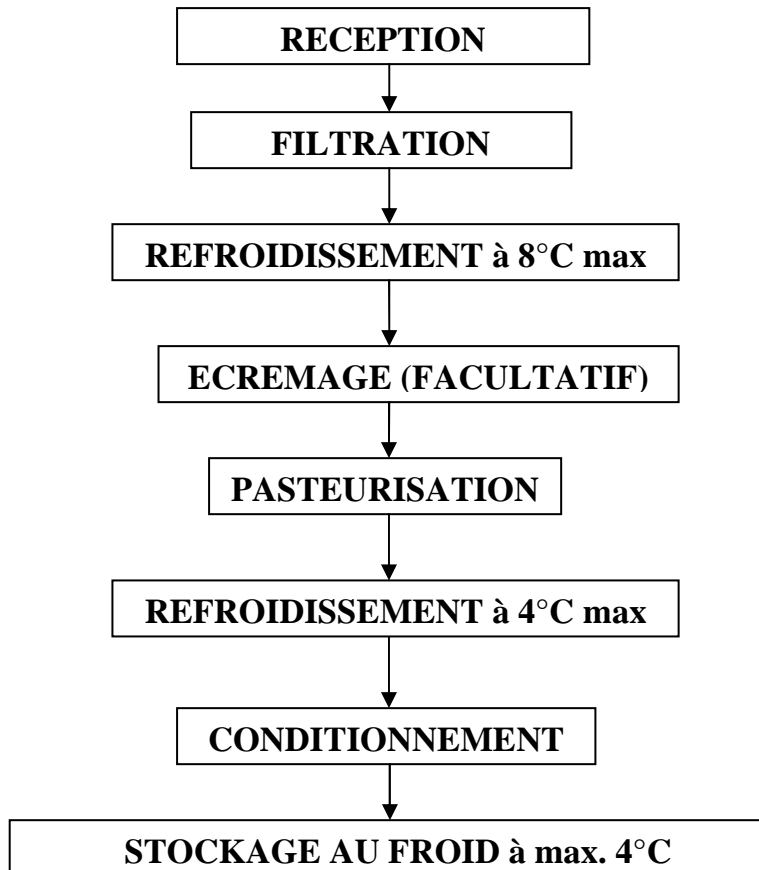 RECEPTION
FILTRATION
REFROIDISSEMENT à 8°C max
ECREMAGE (FACULTATIF)
PASTEURISATION
REFROIDISSEMENT à 4°C max
CONDITIONNEMENT
STOCKAGE AU FROID à max. 4°C